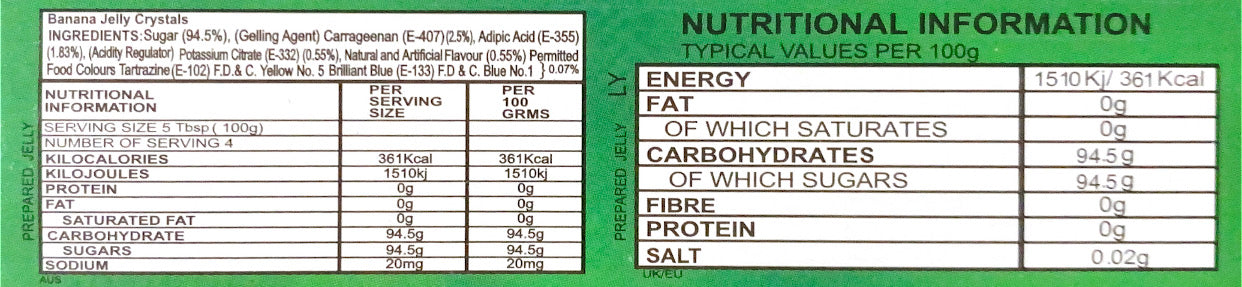 Banana Jelly Crystals
INGREDIENTS:Sugar (94.5%), (Gelling Agent) Carrageenan (E-407)(2.5%), Adipic Acid (E-355)
(1.83%), (Acidity Regulator) Potassium Citrate (E-332) (0.55%), Natural and Artificial Flavour (0.55%) Permitted
Food Colours Tartrazine (E-102) F.D.& C. Yellow No. 5 Brilliant Blue (E-133) F.D & C. Blue No.1 } 0.07%
NUTRITIONAL INFORMATION PER SERVING SIZE PER 100 GRMS
SERVING SIZE 5 Tbsp ( 100g)
NUMBER OF SERVING 4
KILOCALORIES 361Kcal 361Kcal
KILOJOULES 1510kj 1510kj
PROTEIN 0g 0g
FAT 0g 0g
SATURATED FAT 0g 0g
CARBOHYDRATE 94.5g 94.5g
SUGARS 94.5g 94.5g
SODIUM 20mg 20mg
PREPARED JELLY
AUS
NUTRITIONAL INFORMATION
TYPICAL VALUES PER 100g
ENERGY 1510 Kj/ 361 Kcal
FAT 0g
OF WHICH SATURATES 0g
CARBOHYDRATES 94.5g
OF WHICH SUGARS 94.5g
FIBRE 0g
PROTEIN 0g
SALT 0.02g
PREPARED JELLY
LY
UK/EU